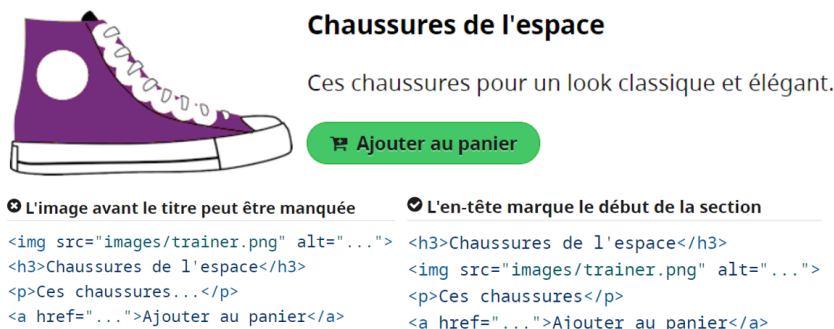 Chaussures de l'espace
Ces chaussures pour un look classique et élégant.
Ajouter au panier
L'image avant le titre peut être manquée
<img src="images/trainer.png" alt="...">
<h3>Chaussures de l'espace</h3>
<p>Ces chaussures...</p>
<a href="...">Ajouter au panier</a>
L'en-tête marque le début de la section
<h3>Chaussures de l'espace</h3>
<img src="images/trainer.png" alt="...">
<p>Ces chaussures</p>
<a href="...">Ajouter au panier</a>